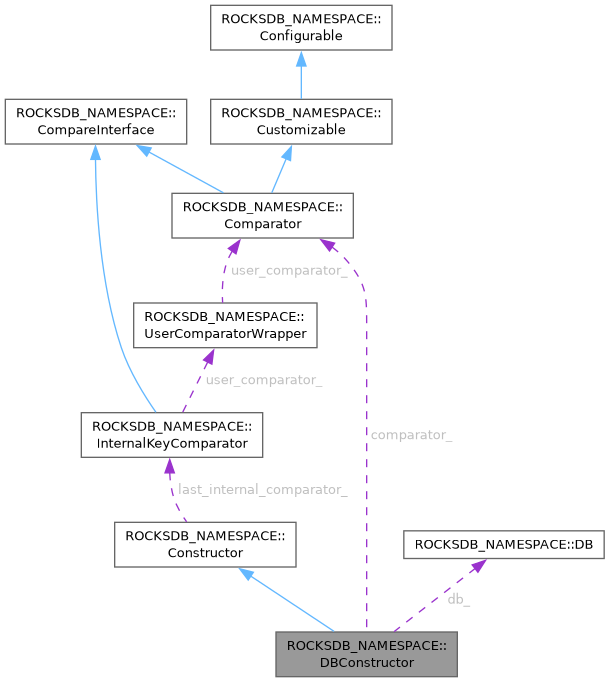 ROCKSDB_NAMESPACE::
Configurable
ROCKSDB_NAMESPACE::
CompareInterface
ROCKSDB_NAMESPACE::
Customizable
ROCKSDB_NAMESPACE::
Comparator
user_comparator_
ROCKSDB_NAMESPACE::
UserComparatorWrapper
user_comparator_
ROCKSDB_NAMESPACE::
InternalKeyComparator
comparator_
last_internal_comparator_
ROCKSDB_NAMESPACE::
Constructor
ROCKSDB_NAMESPACE::DB
db_
ROCKSDB_NAMESPACE::
DBConstructor